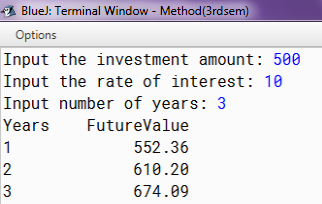 BlueJ: Terminal Window - Method(3rdsem)
Options
Input the investment amount: 500
Input the rate of interest: 10
Input number of years: 3
Years    FutureValue
1             552.36
2             610.20
3             674.09